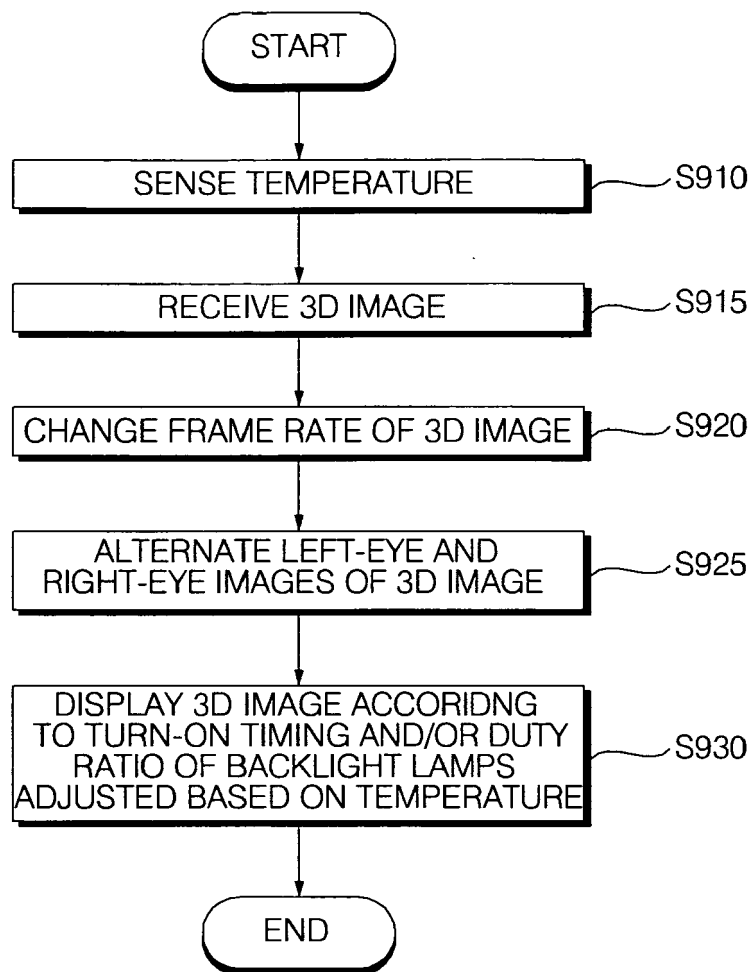 START
SENSE TEMPERATURE
S910
RECEIVE 3D IMAGE
S915
CHANGE FRAME RATE OF 3D IMAGE
S920
ALTERNATE LEFT-EYE AND
RIGHT-EYE IMAGES OF 3D IMAGE
S925
DISPLAY 3D IMAGE ACCORIDNG
TO TURN-ON TIMING AND/OR DUTY
RATIO OF BACKLIGHT LAMPS
ADJUSTED BASED ON TEMPERATURE
S930
END